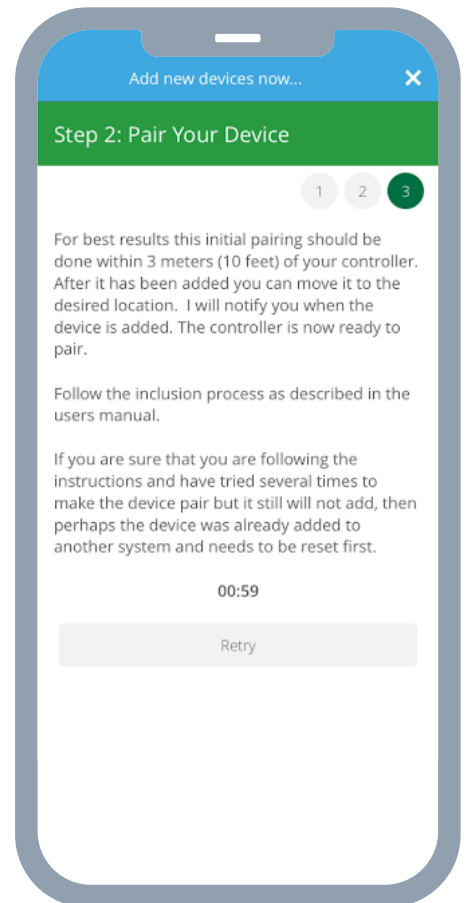 Add new devices now...
Step 2: Pair Your Device
1 2 3
For best results this initial pairing should be
done within 3 meters (10 feet) of your controller.
After it has been added you can move it to the
desired location.  I will notify you when the
device is added. The controller is now ready to
pair.
Follow the inclusion process as described in the
users manual.
If you are sure that you are following the
instructions and have tried several times to
make the device pair but it still will not add, then
perhaps the device was already added to
another system and needs to be reset first.
00:59
Retry